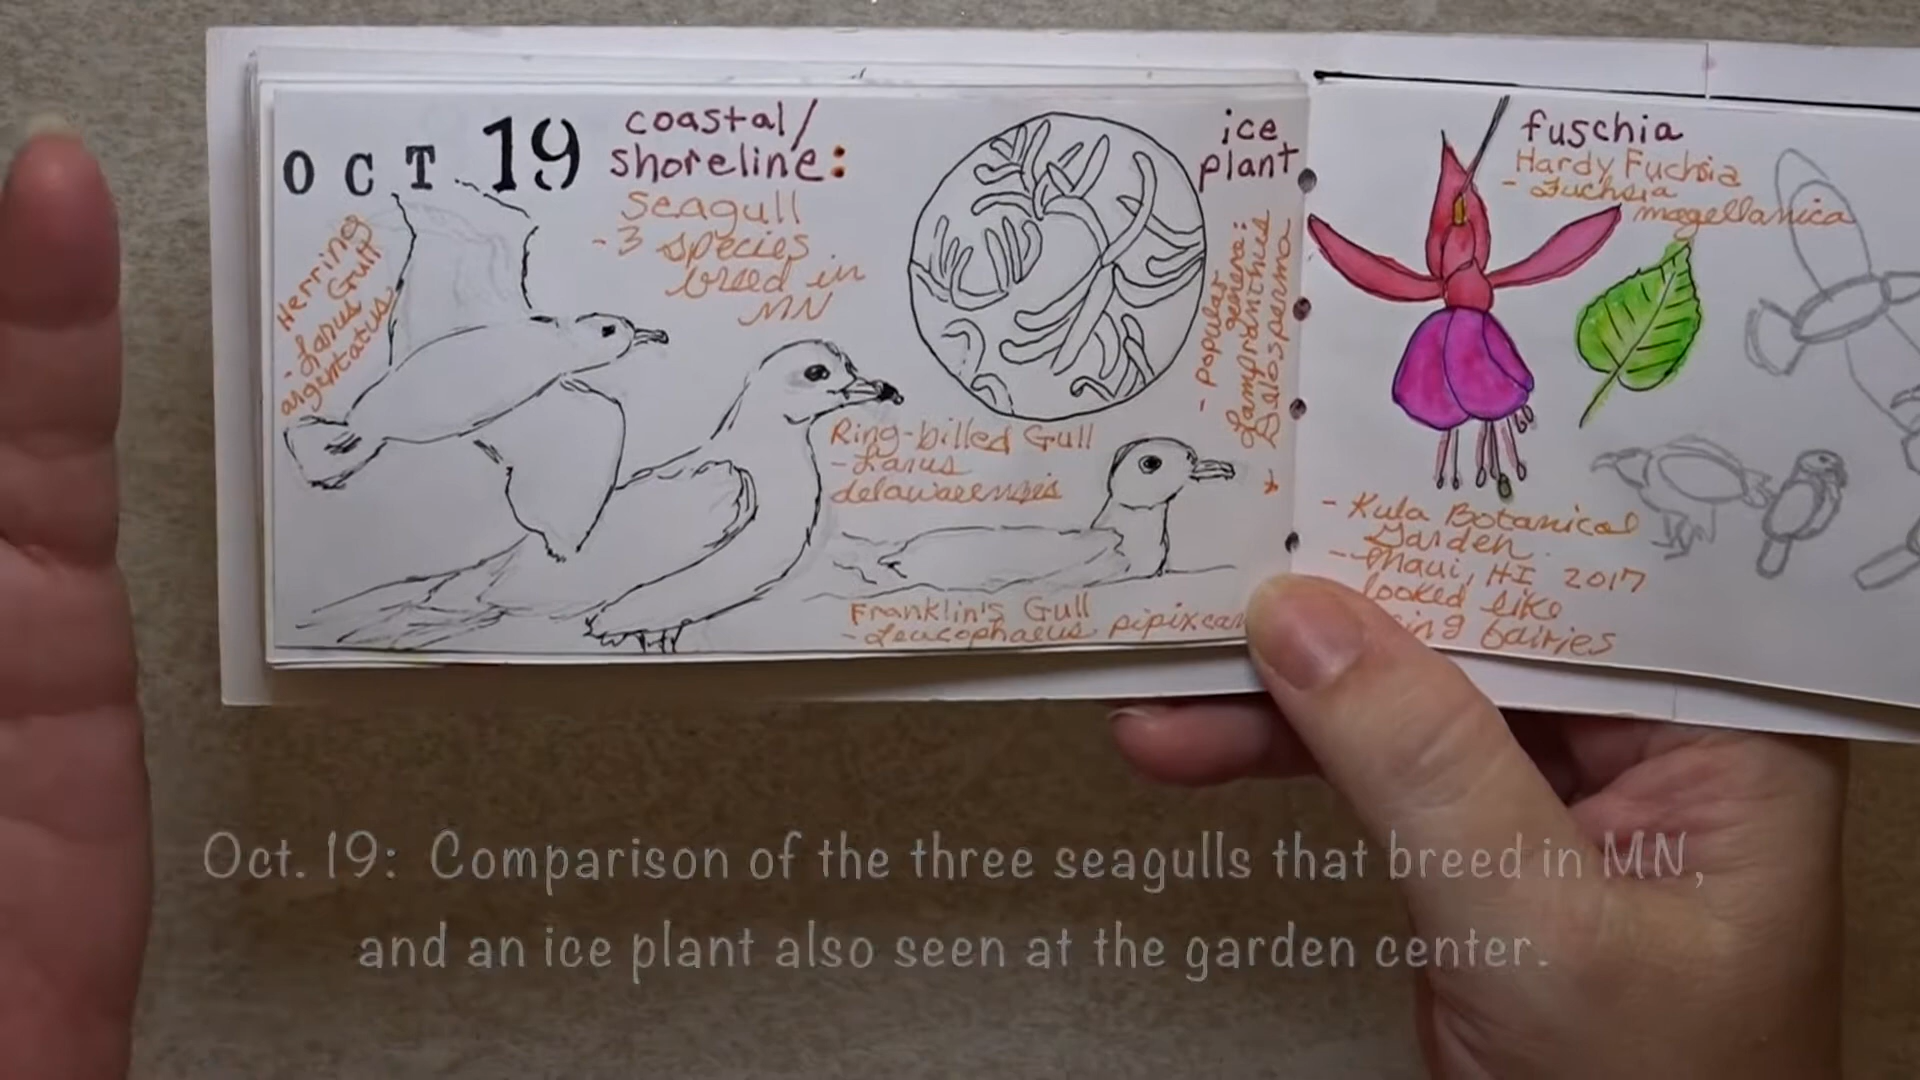 OCT 19
coastal/
shoreline:
seagull
- 3 species
breed in
MN
Herring
Gull
- Larus
argentatus
Ring-billed Gull
- Larus
delawarensis
Franklin's Gull
- Leucophaeus pipixcan
ice
plant
- popular
genera:
Lampranthus
Delosperma
fuschia
Hardy Fuchsia
- Fuchsia
magellanica
- Kula Botanical
Garden
- Maui, HI 2017
looked like
fairies
Oct. 19: Comparison of the three seagulls that breed in MN,
and an ice plant also seen at the garden center.